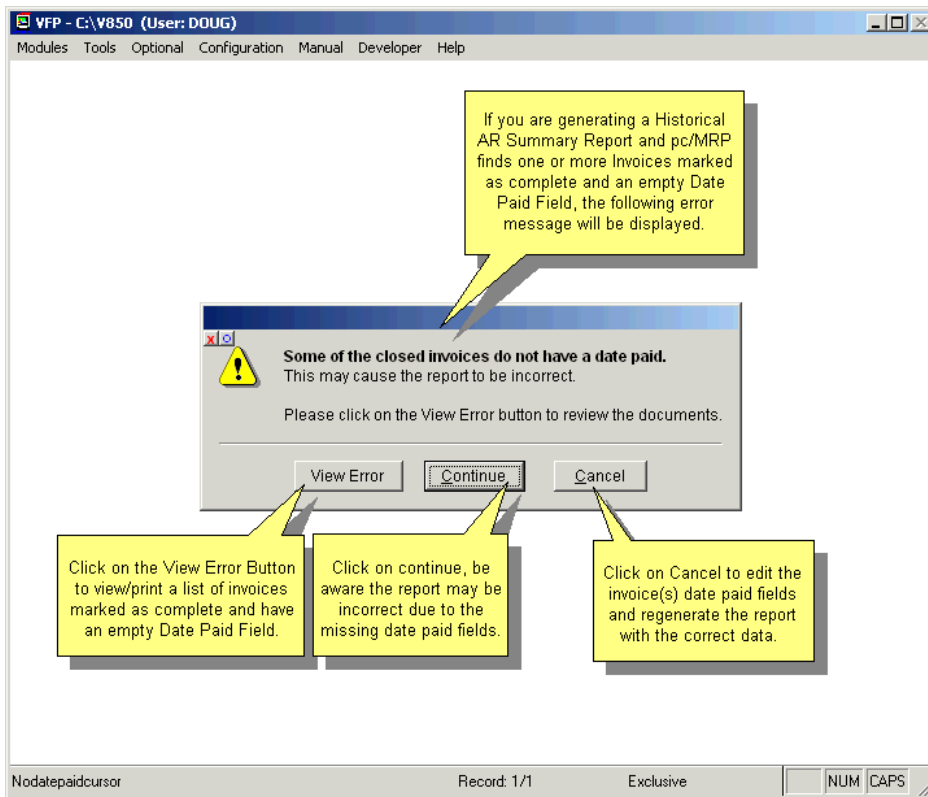 VFP - C:\V850 (User: DOUG)
Modules Tools Optional Configuration Manual Developer Help
If you are generating a Historical
AR Summary Report and pc/MRP
finds one or more Invoices marked
as complete and an empty Date
Paid Field, the following error
message will be displayed.
Some of the closed invoices do not have a date paid.
This may cause the report to be incorrect.
Please click on the View Error button to review the documents.
View Error Continue Cancel
Click on the View Error Button
to view/print a list of invoices
marked as complete and have
an empty Date Paid Field.
Click on continue, be
aware the report may be
incorrect due to the
missing date paid fields.
Click on Cancel to edit the
invoice(s) date paid fields
and regenerate the report
with the correct data.
Nodatepaidcursor Record: 1/1 Exclusive NUM CAPS